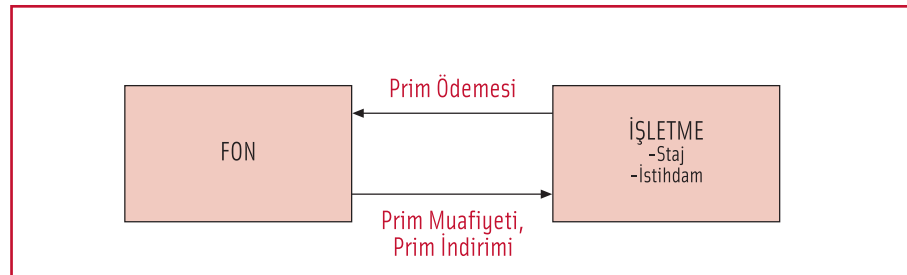 Prim Ödemesi
FON
İŞLETME
-Staj
-İstihdam
Prim Muafiyeti,
Prim İndirimi